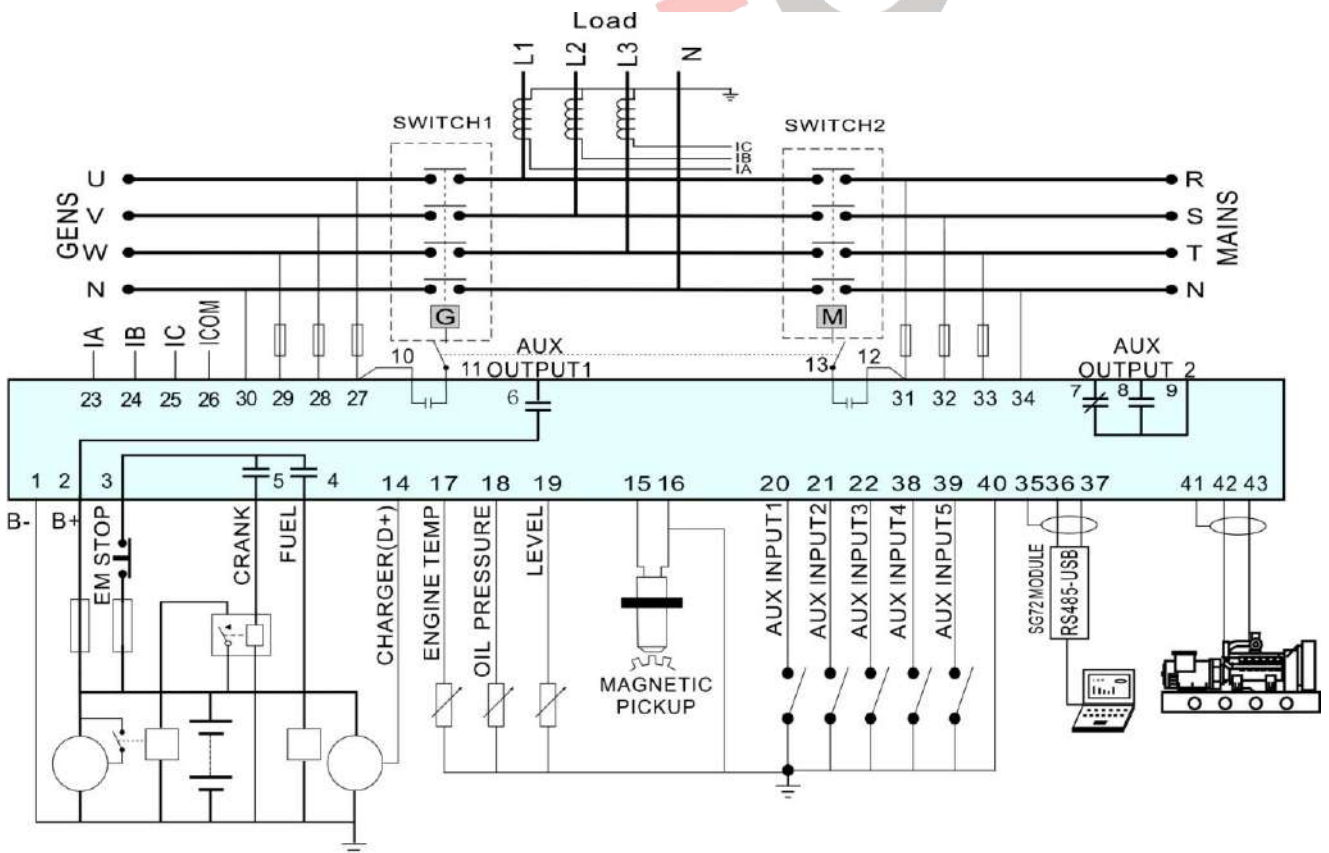 Load
L1 L2 L3 N
SWITCH1
SWITCH2
IC
IB
IA
GENS
U
V
W
N
MAINS
R
S
T
N
G
M
IA IB IC ICOM
10 11
AUX
OUTPUT1
13 12
AUX
OUTPUT 2
23 24 25 26 30 29 28 27
6
31 32 33 34
7 8 9
1 2 3 5 4 14 17 18 19 15 16 20 21 22 38 39 40 35 36 37 41 42 43
B-
B+
EM STOP
CRANK
FUEL
CHARGER(D+)
ENGINE TEMP
OIL PRESSURE
LEVEL
MAGNETIC
PICKUP
AUX INPUT1
AUX INPUT2
AUX INPUT3
AUX INPUT4
AUX INPUT5
SG72 MODULE
RS485-USB